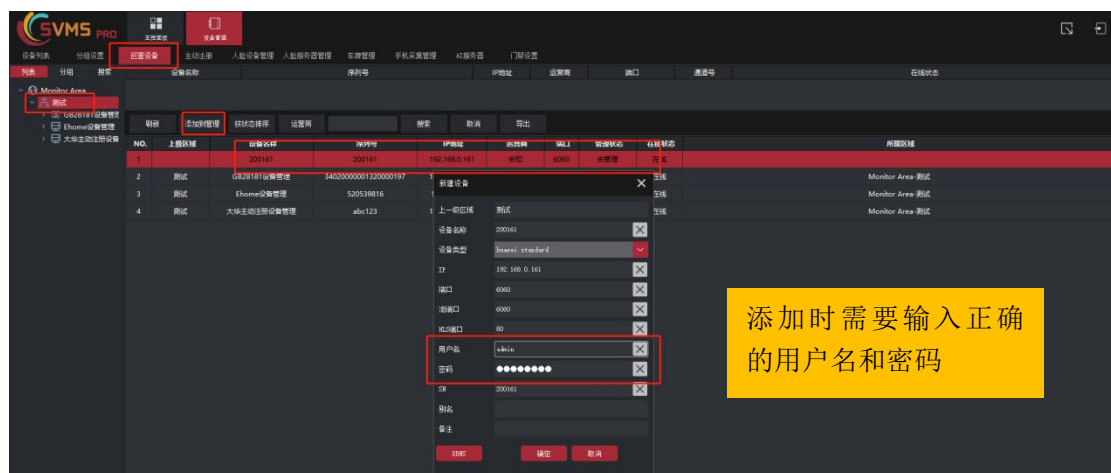 SVMS PRO
主控面板 设备管理
设备列表 分组设置 巡查设备 主动注册 人脸设备管理 人脸服务器管理 车牌管理 手机采集管理 AI服务器 门禁设置
列表 分组 搜索 设备名称 序列号 IP地址 运营商 端口 通道号 在线状态
Monitor Area
测试
GB28181设备管理
Ehome设备管理
大华主动注册设备
刷新 添加到管理 按状态排序 运营商 搜索 取消 导出
NO. 上级区域 设备名称 序列号 IP地址 运营商 端口 管理状态 在线状态 所属区域
1 200161 200161 192.168.0.161 未知 6060 未管理 在线
2 测试 GB28181设备管理 34020000001320000197 1 在线 Monitor Area-测试
3 测试 Ehome设备管理 520539816 1 在线 Monitor Area-测试
4 测试 大华主动注册设备管理 abc123 1 在线 Monitor Area-测试
新建设备
上一级区域 测试
设备名称 200161
设备类型 huawei.standard
IP 192.168.0.161
端口 6060
流端口 6060
HLS端口 80
用户名 admin
密码 ●●●●●●●●
SN 200161
别名
备注
DDNS 确定 取消
添加时需要输入正确
的用户名和密码